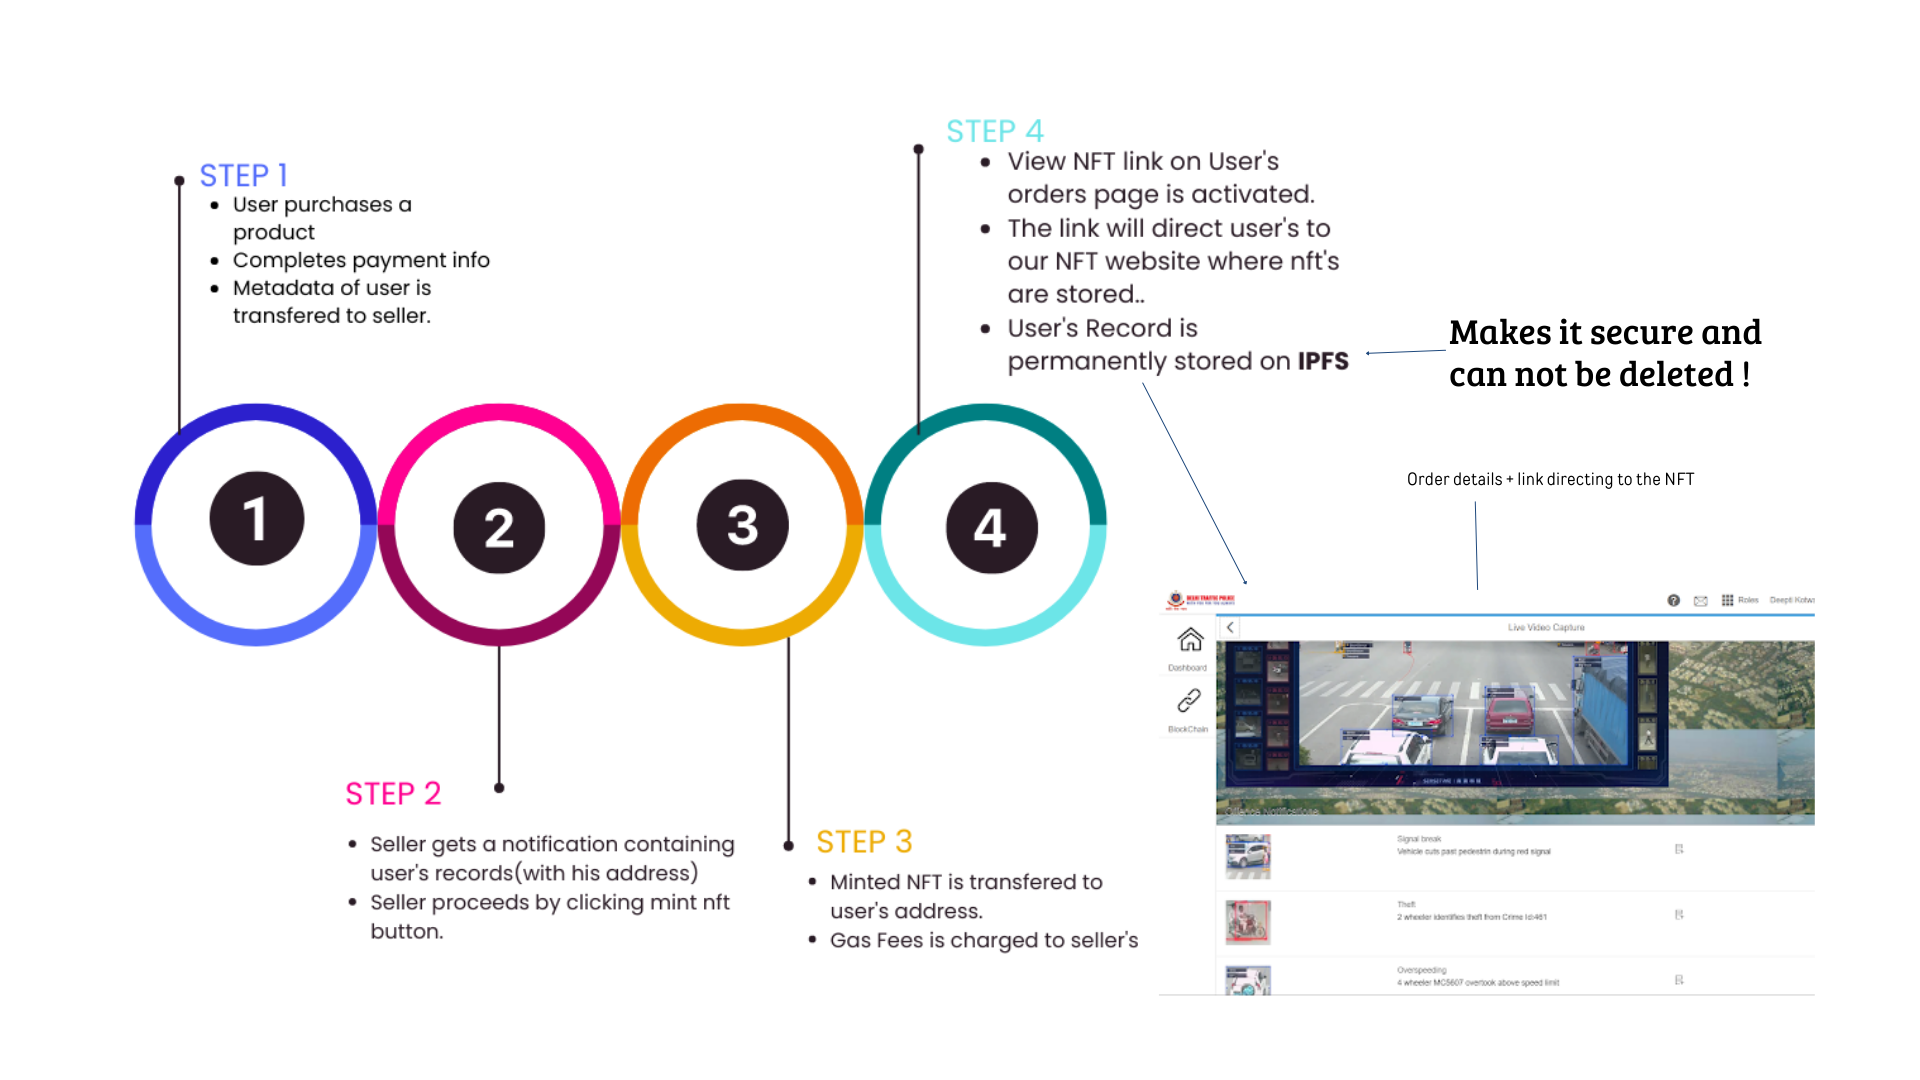 STEP 1
User purchases a
product
Completes payment info
Metadata of user is
transfered to seller.
STEP 4
View NFT link on User's
orders page is activated.
The link will direct user's to
our NFT website where nft's
are stored..
User's Record is
permanently stored on IPFS
Makes it secure and
can not be deleted !
1
2
3
4
Order details + link directing to the NFT
STEP 2
Seller gets a notification containing
user's records(with his address)
Seller proceeds by clicking mint nft
button.
STEP 3
Minted NFT is transfered to
user's address.
Gas Fees is charged to seller's
DELHI TRAFFIC POLICE
Roles
Deepti Kotwa
Live Video Capture
Dashboard
BlockChain
Offence Notifications
Signal break
Vehicle cuts past pedestrin during red signal
Theft
2 wheeler identifies theft from Crime Id:461
Overspeeding
4 wheeler MC5607 overtook above speed limit